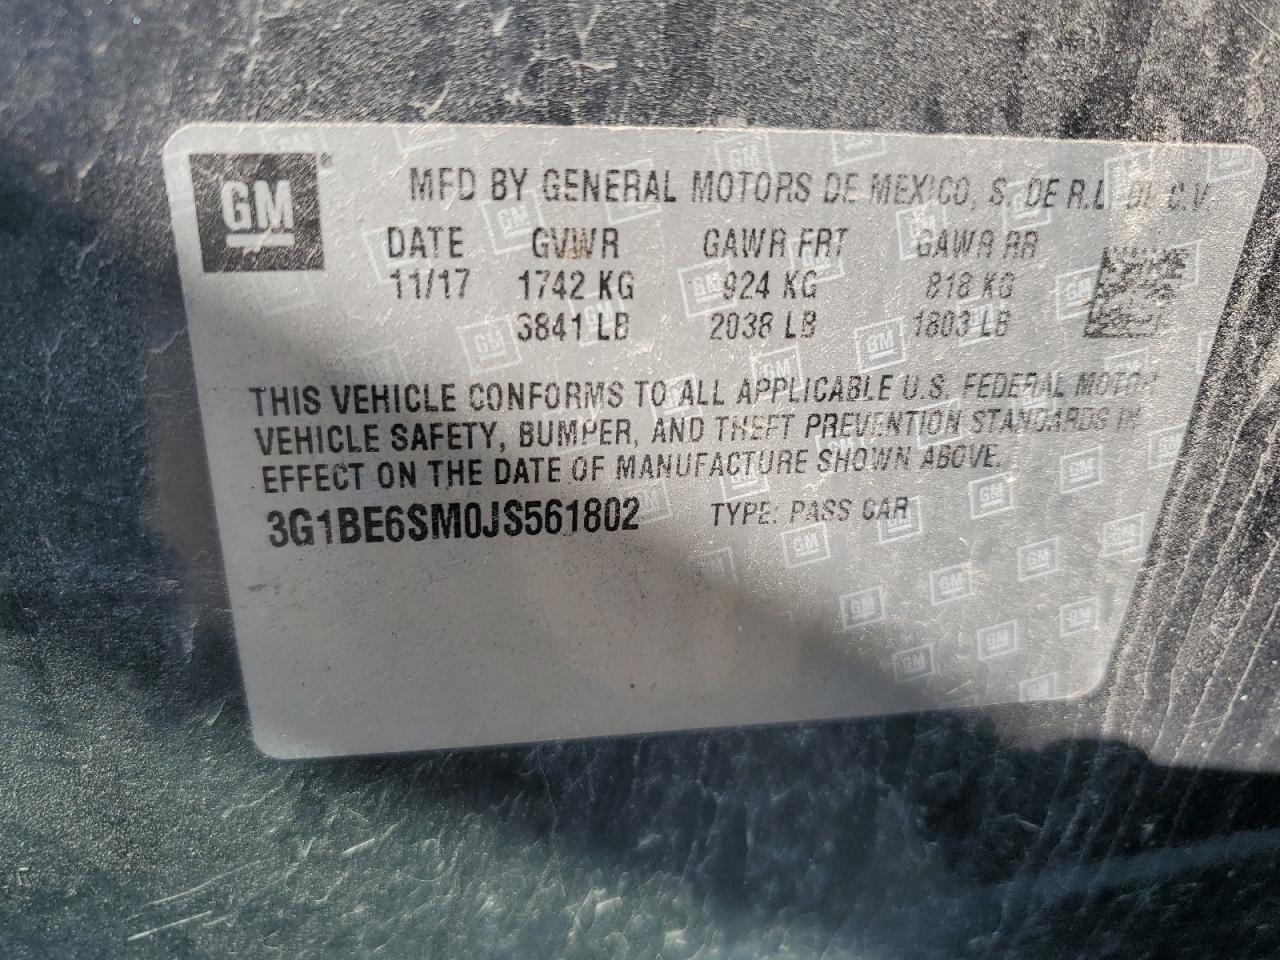 GM ®
MFD BY GENERAL MOTORS DE MEXICO, S. DE R.L. DE C.V.
DATE GVWR GAWR FRT GAWR RR
11/17 1742 KG 924 KG 818 KG
3841 LB 2038 LB 1803 LB
THIS VEHICLE CONFORMS TO ALL APPLICABLE U.S. FEDERAL MOTOR
VEHICLE SAFETY, BUMPER, AND THEFT PREVENTION STANDARDS IN
EFFECT ON THE DATE OF MANUFACTURE SHOWN ABOVE.
3G1BE6SM0JS561802 TYPE: PASS CAR